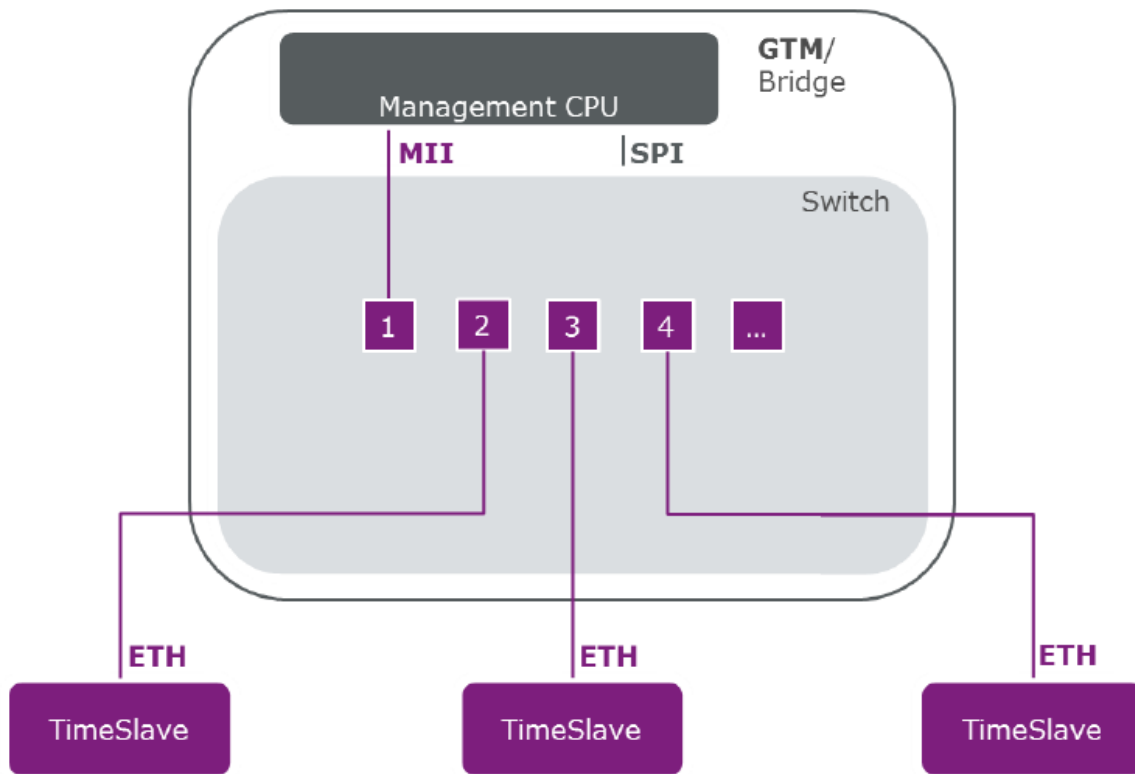 GTM/
Bridge
Management CPU
MII
SPI
Switch
1 2 3 4 ...
ETH ETH ETH
TimeSlave TimeSlave TimeSlave